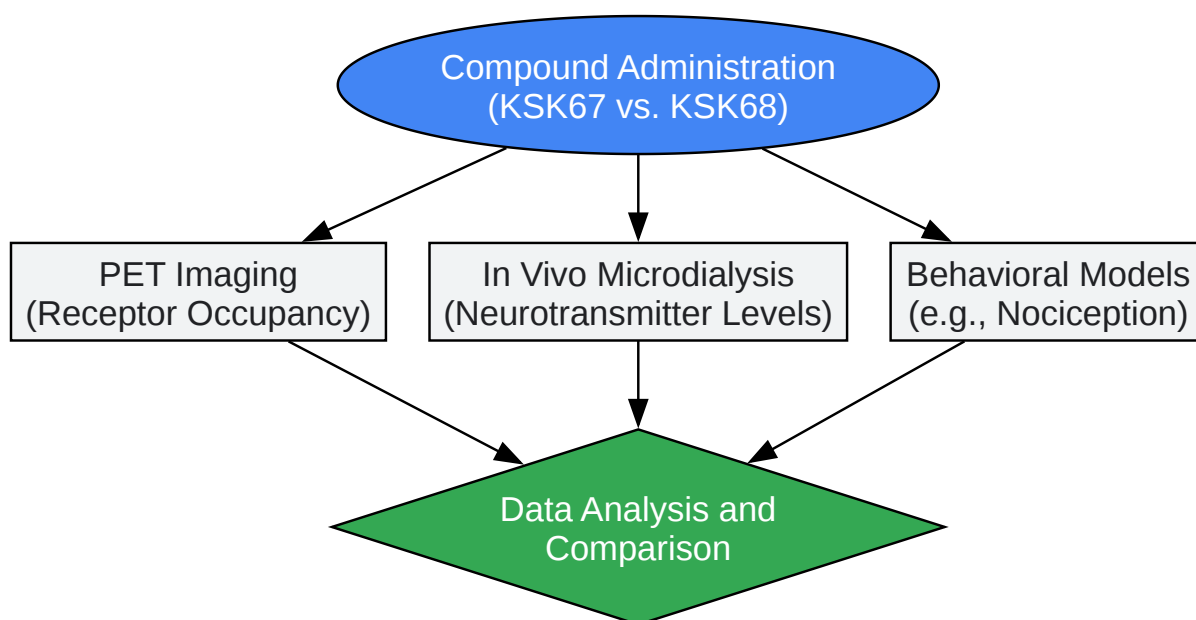 Compound Administration
(KSK67 vs. KSK68)
PET Imaging
(Receptor Occupancy)
In Vivo Microdialysis
(Neurotransmitter Levels)
Behavioral Models
(e.g., Nociception)
Data Analysis and
Comparison